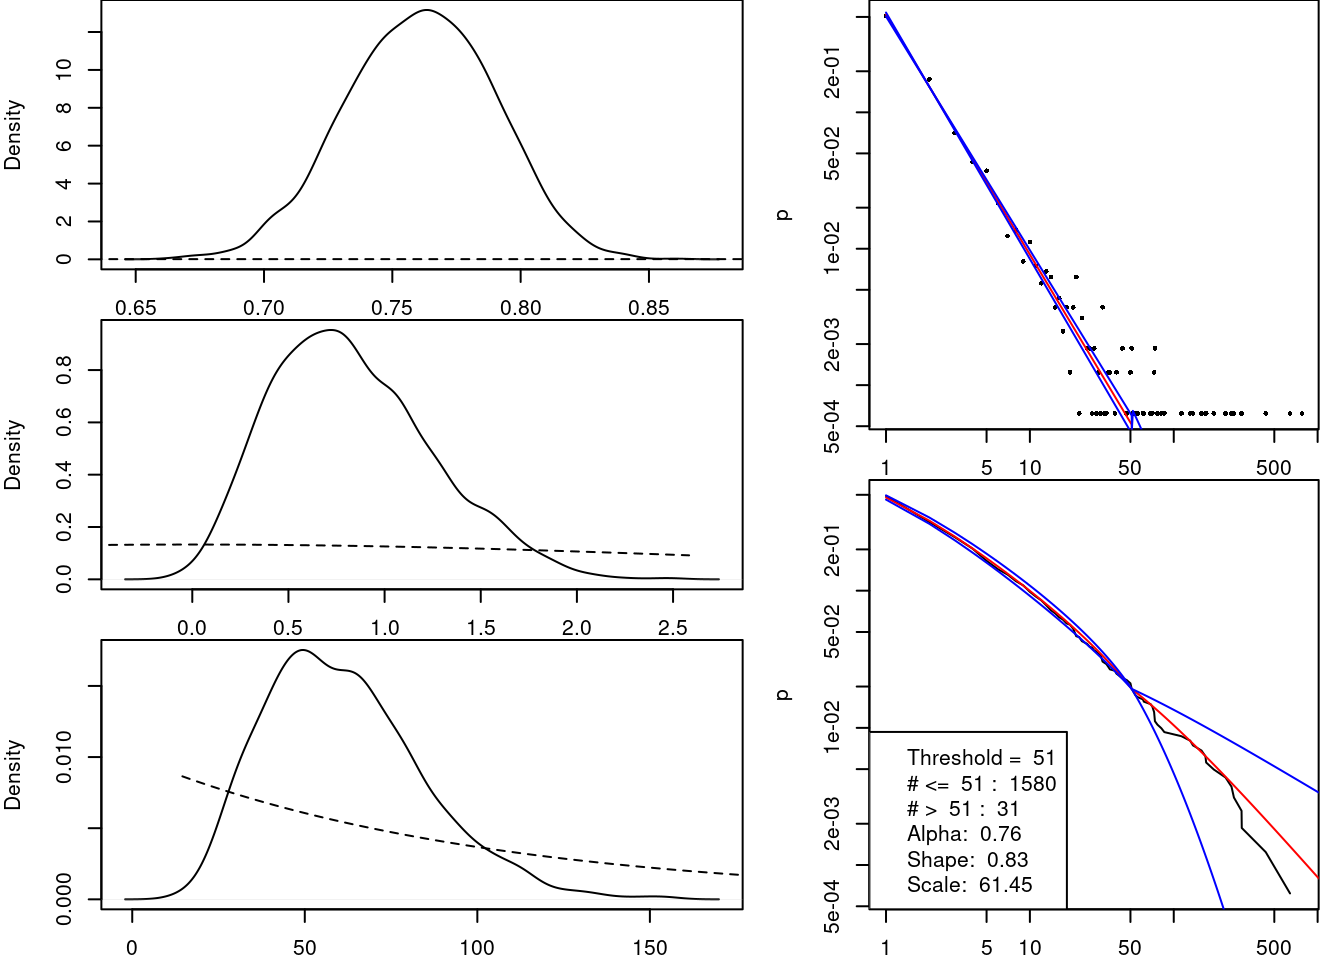 Density
0 2 4 6 8 10
0.65 0.70 0.75 0.80 0.85
Density
0.0 0.2 0.4 0.6 0.8
0.0 0.5 1.0 1.5 2.0 2.5
Density
0.000 0.010
0 50 100 150
p
5e-04 2e-03 1e-02 5e-02 2e-01
1 5 10 50 500
p
5e-04 2e-03 1e-02 5e-02 2e-01
Threshold = 51
# <= 51 : 1580
# > 51 : 31
Alpha: 0.76
Shape: 0.83
Scale: 61.45
1 5 10 50 500